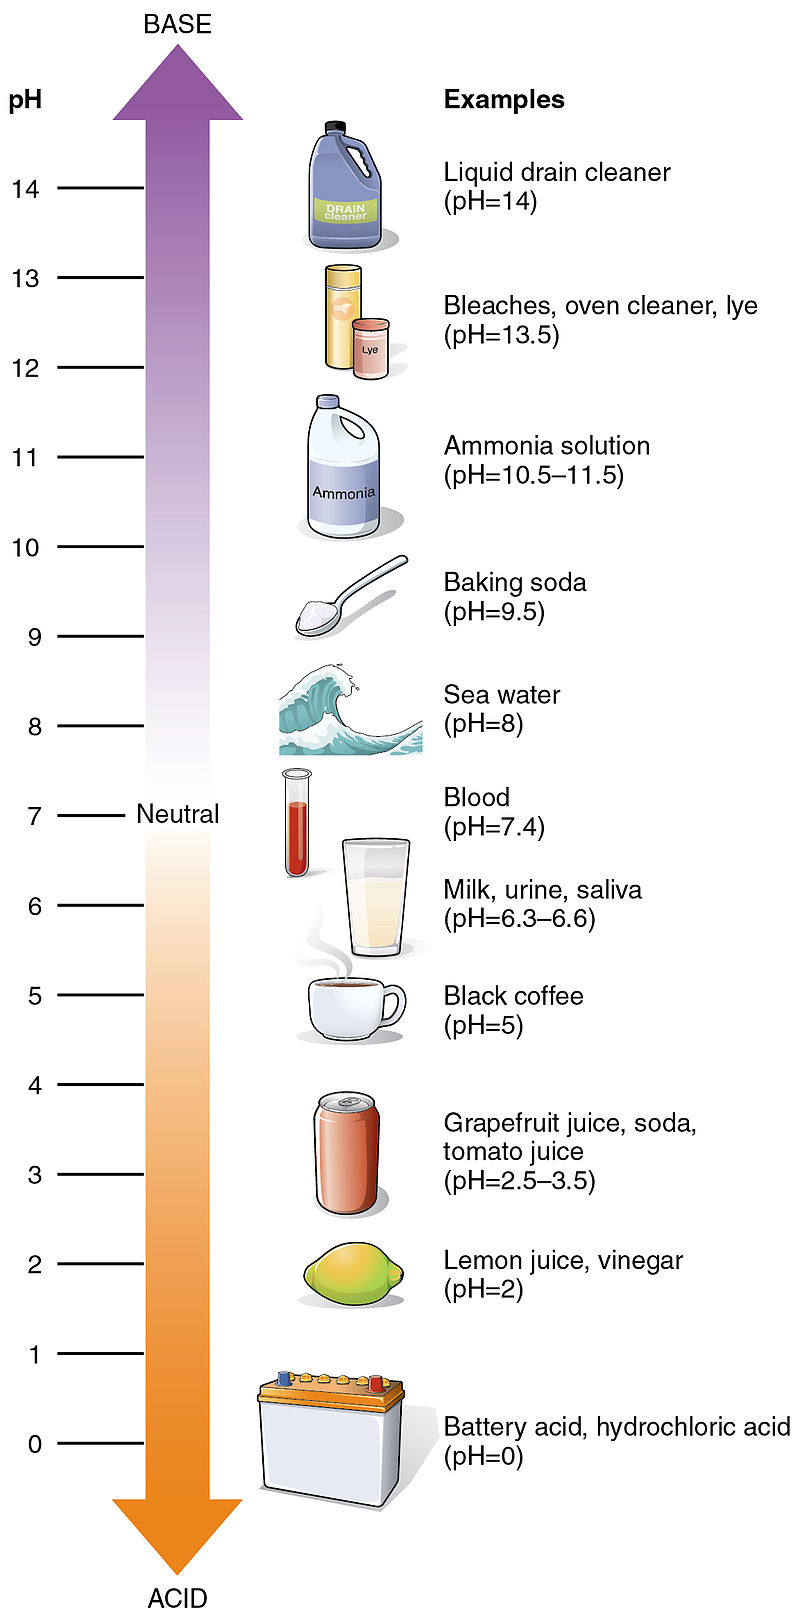 BASE
pH
Examples
14
DRAIN
cleaner
Liquid drain cleaner
(pH=14)
13
Bleaches, oven cleaner, lye
(pH=13.5)
Lye
12
11
Ammonia
Ammonia solution
(pH=10.5–11.5)
10
Baking soda
(pH=9.5)
9
Sea water
(pH=8)
8
7
Neutral
Blood
(pH=7.4)
6
Milk, urine, saliva
(pH=6.3–6.6)
5
Black coffee
(pH=5)
4
Grapefruit juice, soda,
tomato juice
(pH=2.5–3.5)
3
2
Lemon juice, vinegar
(pH=2)
1
0
Battery acid, hydrochloric acid
(pH=0)
ACID